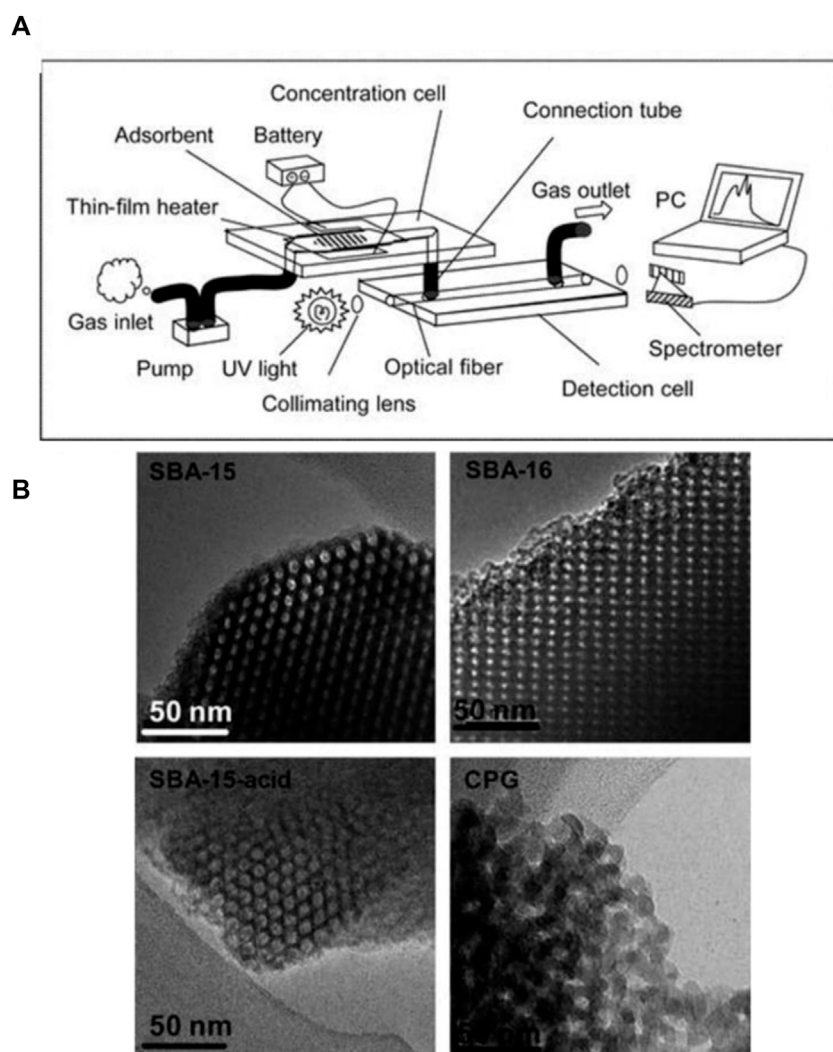 A
Concentration cell
Connection tube
Adsorbent
Battery
Gas outlet
PC
Thin-film heater
Gas inlet
Pump
UV light
Optical fiber
Spectrometer
Collimating lens
Detection cell
B
SBA-15
SBA-16
50 nm
50 nm
SBA-15-acid
CPG
50 nm